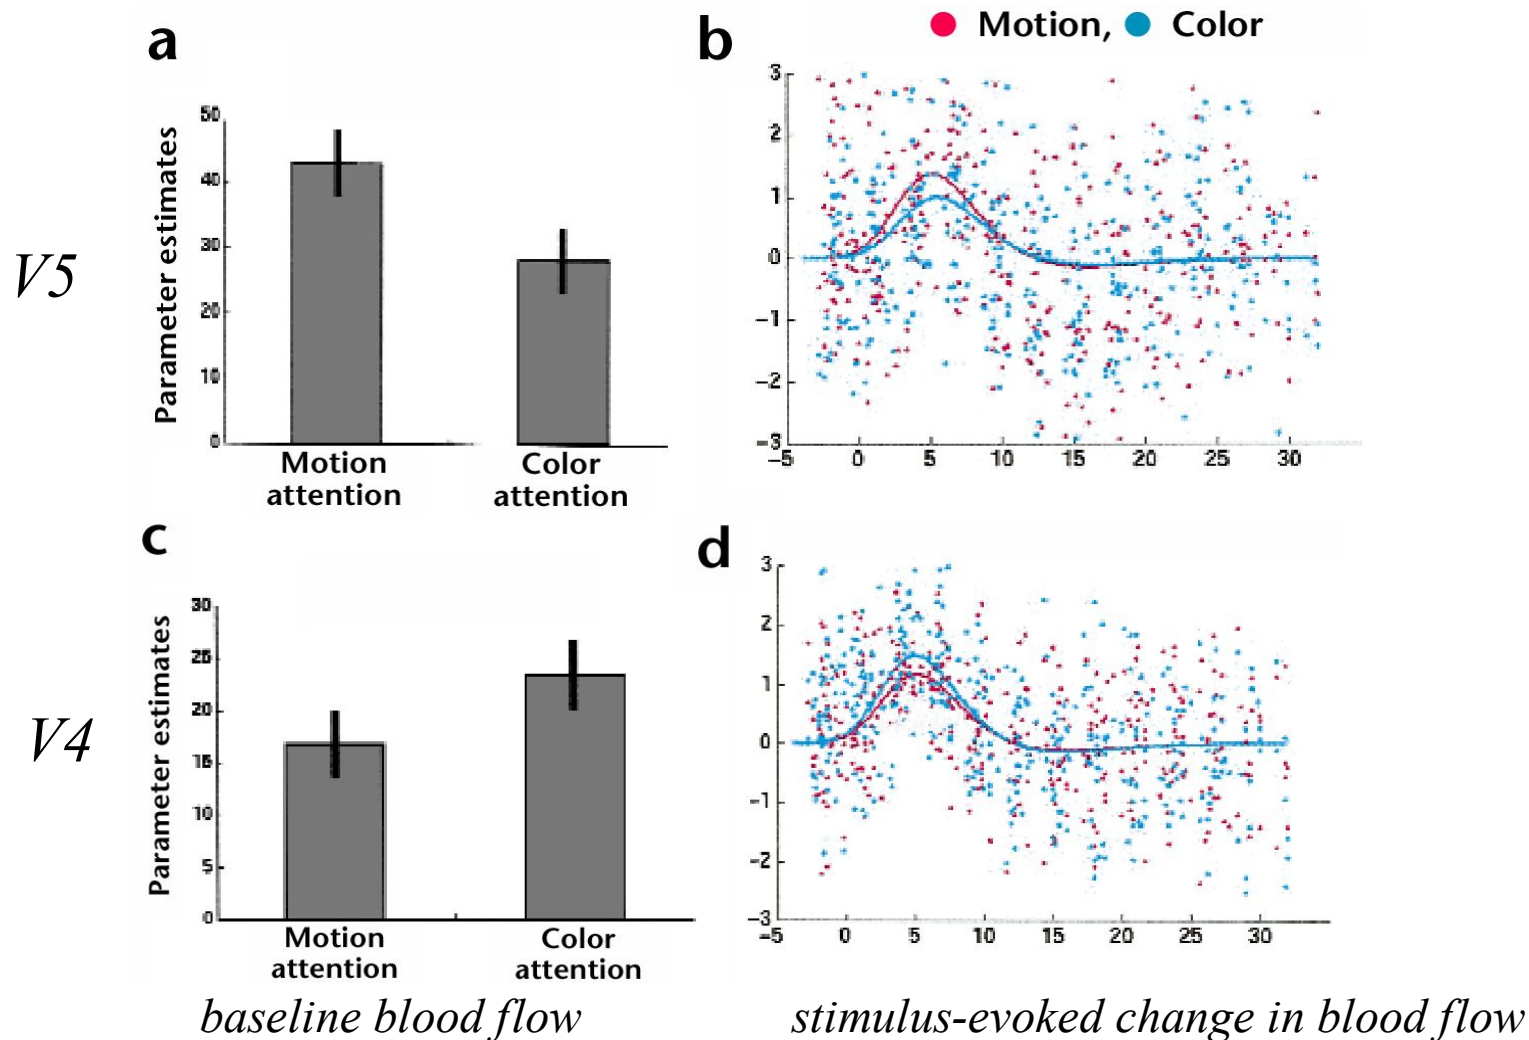 a
b
Motion, Color
V5
Parameter estimates
50
40
30
20
10
0
Motion
attention
Color
attention
3
2
1
0
−1
−2
−3
−5 0 5 10 15 20 25 30
c
d
V4
Parameter estimates
30
25
20
15
10
5
0
Motion
attention
Color
attention
3
2
1
0
−1
−2
−3
−5 0 5 10 15 20 25 30
baseline blood flow
stimulus-evoked change in blood flow